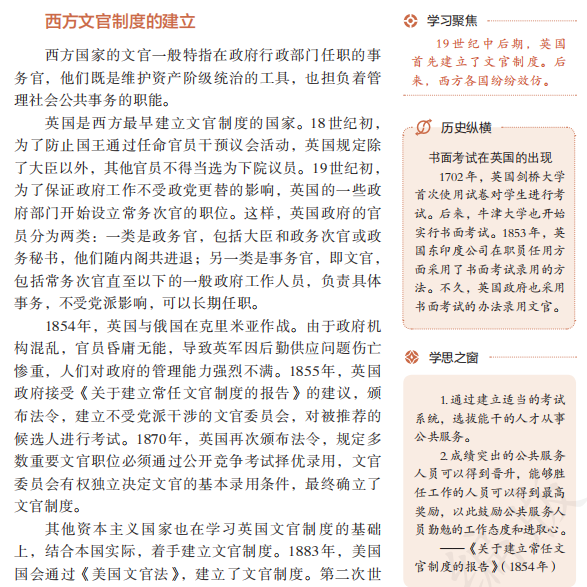 西方文官制度的建立
西方国家的文官一般特指在政府行政部门任职的事
务官，他们既是维护资产阶级统治的工具，也担负着管
理社会公共事务的职能。
英国是西方最早建立文官制度的国家。18世纪初，
为了防止国王通过任命官员干预议会活动，英国规定除
了大臣以外，其他官员不得当选为下院议员。19世纪初，
为了保证政府工作不受政党更替的影响，英国的一些政
府部门开始设立常务次官的职位。这样，英国政府的官
员分为两类：一类是政务官，包括大臣和政务次官或政
务秘书，他们随内阁共进退；另一类是事务官，即文官，
包括常务次官直至以下的一般政府工作人员，负责具体
事务，不受党派影响，可以长期任职。
1854年，英国与俄国在克里米亚作战。由于政府机
构混乱，官员昏庸无能，导致英军因后勤供应问题伤亡
惨重，人们对政府的管理能力强烈不满。1855年，英国
政府接受《关于建立常任文官制度的报告》的建议，颁
布法令，建立不受党派干涉的文官委员会，对被推荐的
候选人进行考试。1870年，英国再次颁布法令，规定多
数重要文官职位必须通过公开竞争考试择优录用，文官
委员会有权独立决定文官的基本录用条件，最终确立了
文官制度。
其他资本主义国家也在学习英国文官制度的基础
上，结合本国实际，着手建立文官制度。1883年，美国
国会通过《美国文官法》，建立了文官制度。第二次世
学习聚焦
19世纪中后期，英国
首先建立了文官制度。后
来，西方各国纷纷效仿。
历史纵横
书面考试在英国的出现
1702年，英国剑桥大学
首次使用试卷对学生进行考
试。后来，牛津大学也开始
实行书面考试。1853年，英
国东印度公司在职员任用方
面采用了书面考试录用的方
法。不久，英国政府也采用
书面考试的办法录用文官。
学思之窗
1.通过建立适当的考试
系统，选拔能干的人才从事
公共服务。
2.成绩突出的公共服务
人员可以得到晋升，能够胜
任工作的人员可以得到最高
奖励，以此鼓励公共服务人
员勤勉的工作态度和进取心。
——《关于建立常任文
官制度的报告》（1854年）